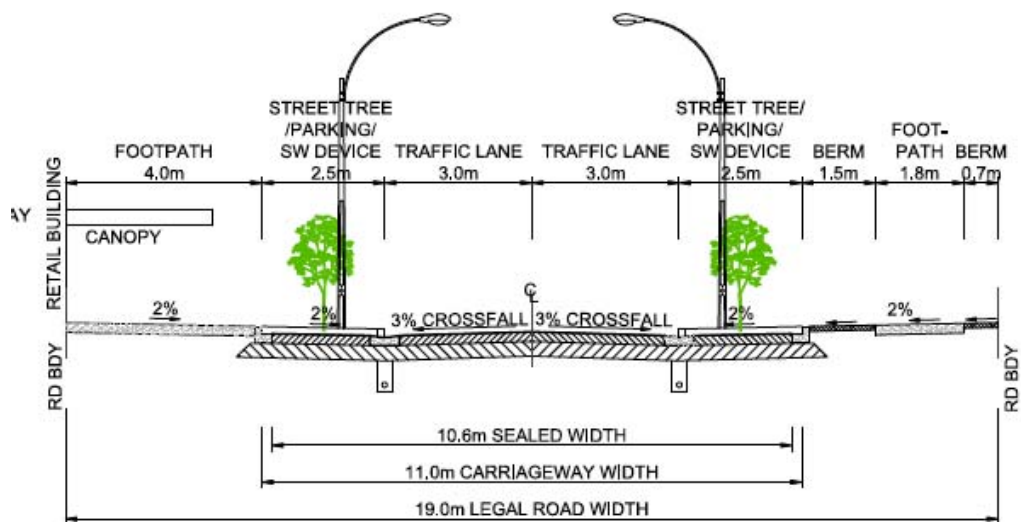 STREET TREE
/PARKING/
SW DEVICE
STREET TREE/
PARKING/
SW DEVICE
FOOT-
PATH
FOOTPATH
TRAFFIC LANE
TRAFFIC LANE
BERM
BERM
4.0m
2.5m
3.0m
3.0m
2.5m
1.5m
1.8m
0.7m
AY
RETAIL BUILDING
CANOPY
CL
2%
2%
3% CROSSFALL
3% CROSSFALL
2%
2%
RD BDY
RD BDY
10.6m SEALED WIDTH
11.0m CARRIAGEWAY WIDTH
19.0m LEGAL ROAD WIDTH